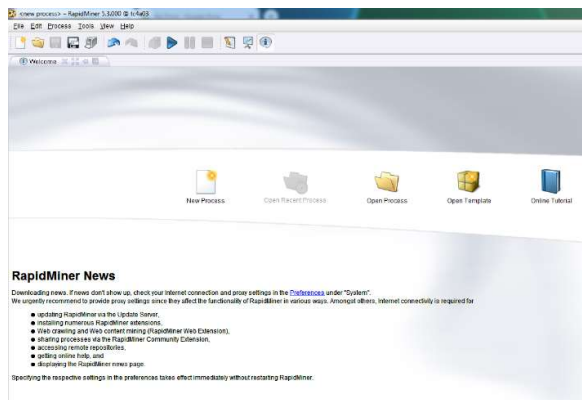 <new process> – RapidMiner 5.3.000 @
File Edit Process Tools View Help
Welcome
New Process
Open Recent Process
Open Process
Open Template
Online Tutorial
RapidMiner News
Downloading news. If news don't show up, check your internet connection and proxy settings in the Preferences under "System".
We urgently recommend to provide proxy settings since they affect the functionality of RapidMiner in various ways. Amongst others, internet connectivity is required for
updating RapidMiner via the Update Server,
installing numerous RapidMiner extensions,
Web crawling and Web content mining (RapidMiner Web Extension),
sharing processes via the RapidMiner Community Extension,
accessing remote repositories,
getting online help, and
displaying the RapidMiner news page.
Specifying the respective settings in the preferences takes effect immediately without restarting RapidMiner.